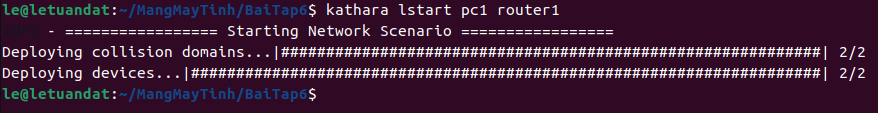 le@letuandat:~/MangMayTinh/BaiTap6$ kathara lstart pc1 router1
INFO - ================= Starting Network Scenario =================
Deploying collision domains...|############################################################| 2/2
Deploying devices...|######################################################################| 2/2
le@letuandat:~/MangMayTinh/BaiTap6$